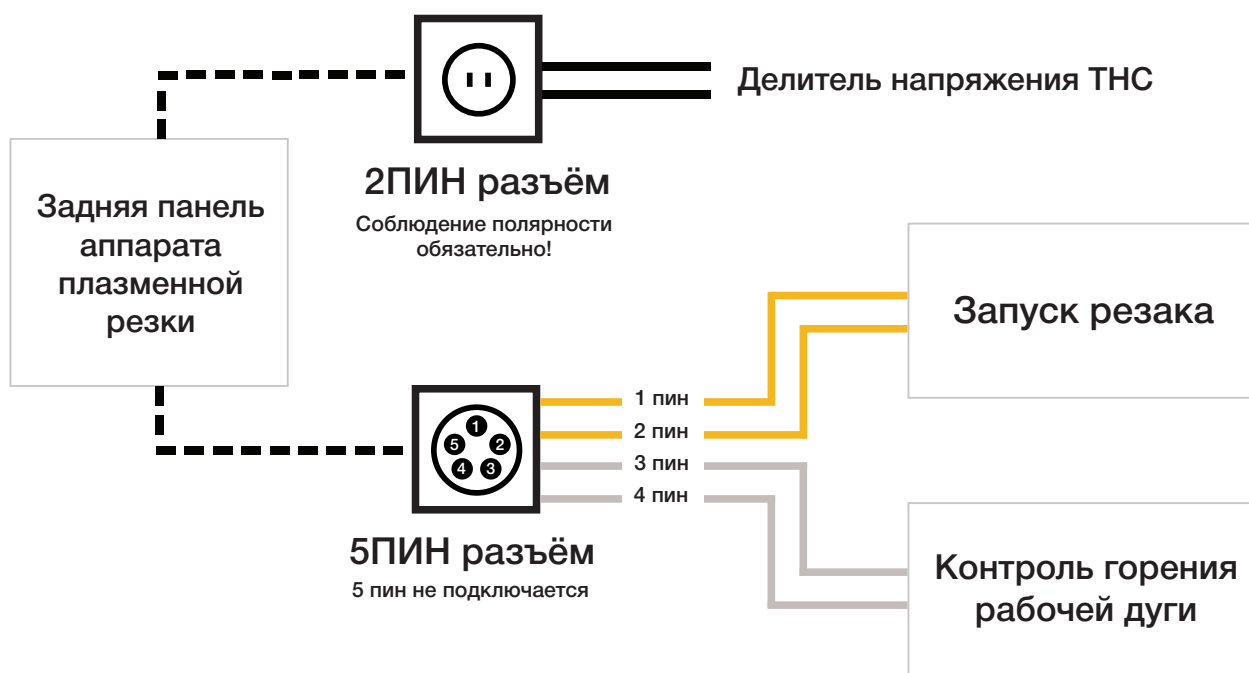 Делитель напряжения ТНС
2ПИН разъём
Соблюдение полярности
обязательно!
Задняя панель
аппарата
плазменной
резки
Запуск резака
1 пин
2 пин
3 пин
4 пин
1
2
3
4
5
5ПИН разъём
5 пин не подключается
Контроль горения
рабочей дуги